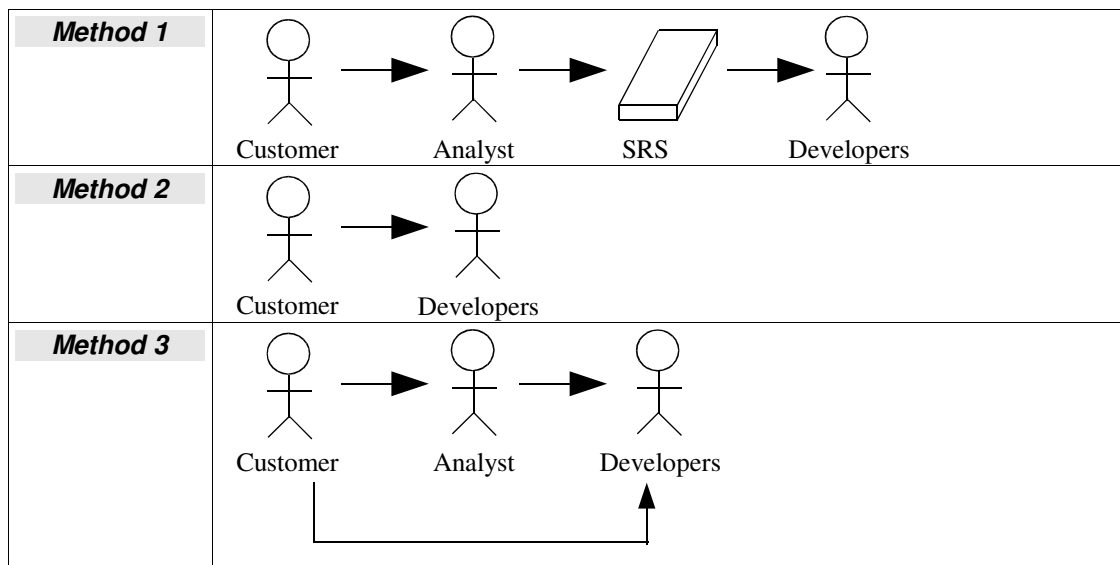 Method 1
Customer Analyst SRS Developers
Method 2
Customer Developers
Method 3
Customer Analyst Developers